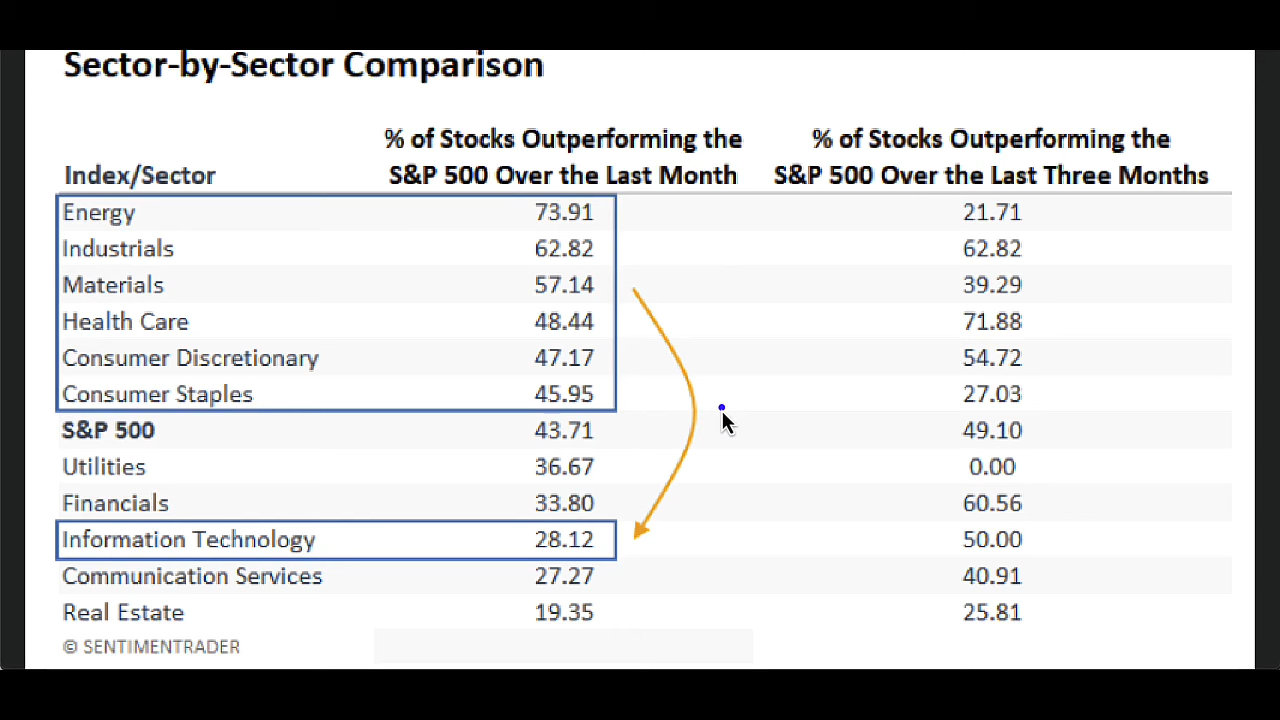 Sector-by-Sector Comparison
% of Stocks Outperforming the % of Stocks Outperforming the
Index/Sector S&P 500 Over the Last Month S&P 500 Over the Last Three Months
Energy 73.91 21.71
Industrials 62.82 62.82
Materials 57.14 39.29
Health Care 48.44 71.88
Consumer Discretionary 47.17 54.72
Consumer Staples 45.95 27.03
S&P 500 43.71 49.10
Utilities 36.67 0.00
Financials 33.80 60.56
Information Technology 28.12 50.00
Communication Services 27.27 40.91
Real Estate 19.35 25.81
© SENTIMENTRADER